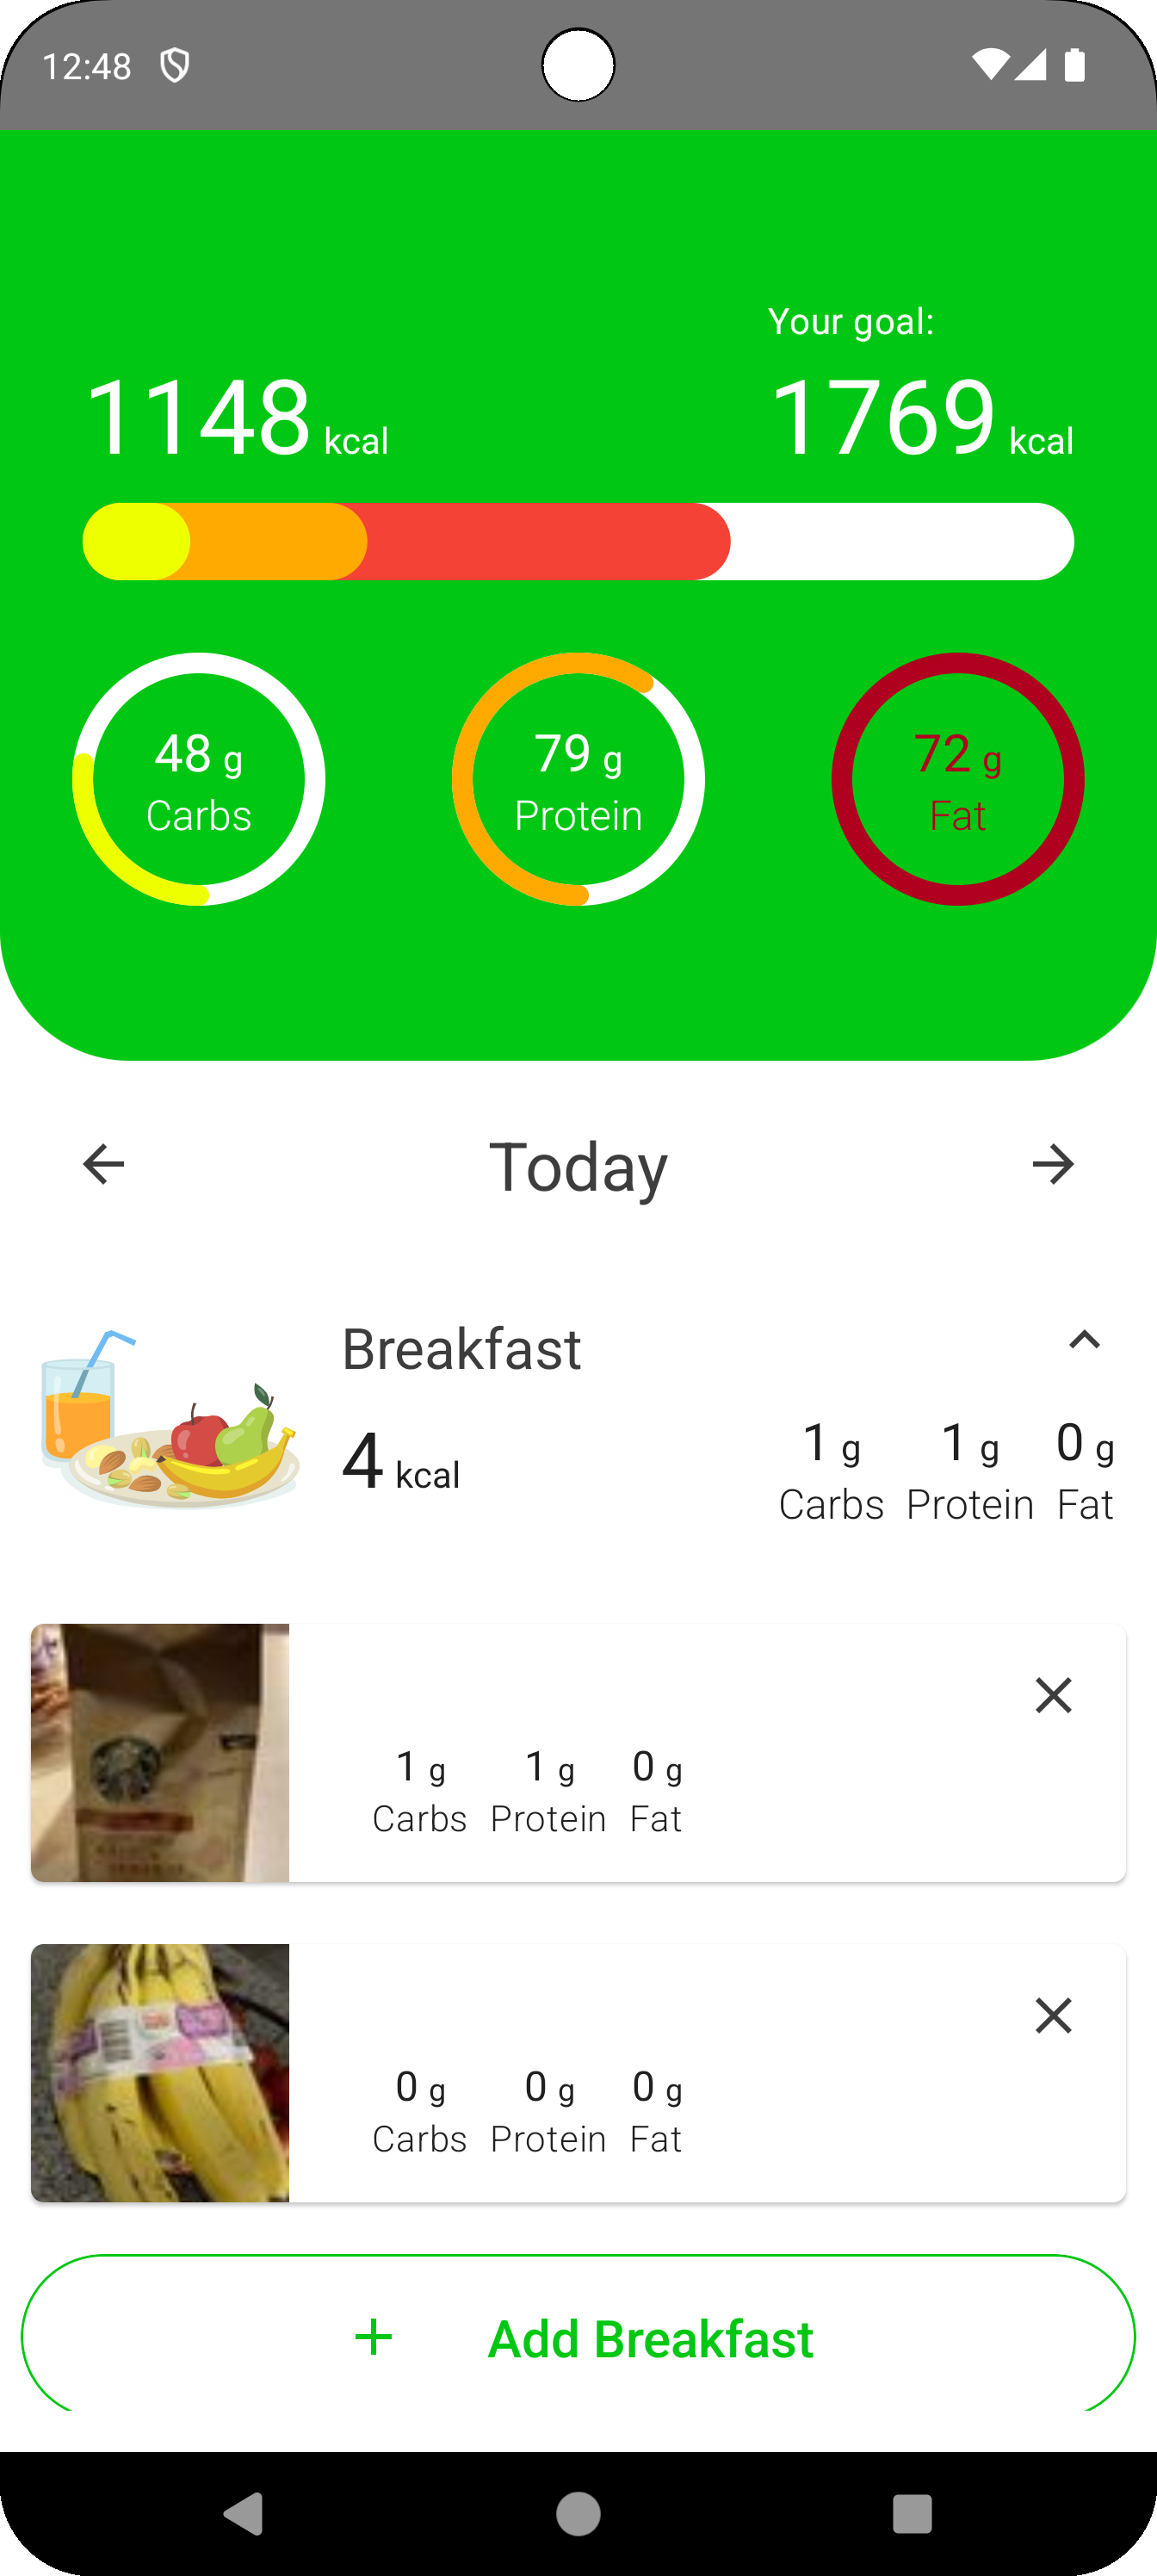 12:48
Your goal:
1148 kcal
1769 kcal
48 g
Carbs
79 g
Protein
72 g
Fat
Today
Breakfast
4 kcal
1 g
Carbs
1 g
Protein
0 g
Fat
1 g
Carbs
1 g
Protein
0 g
Fat
0 g
Carbs
0 g
Protein
0 g
Fat
+ Add Breakfast